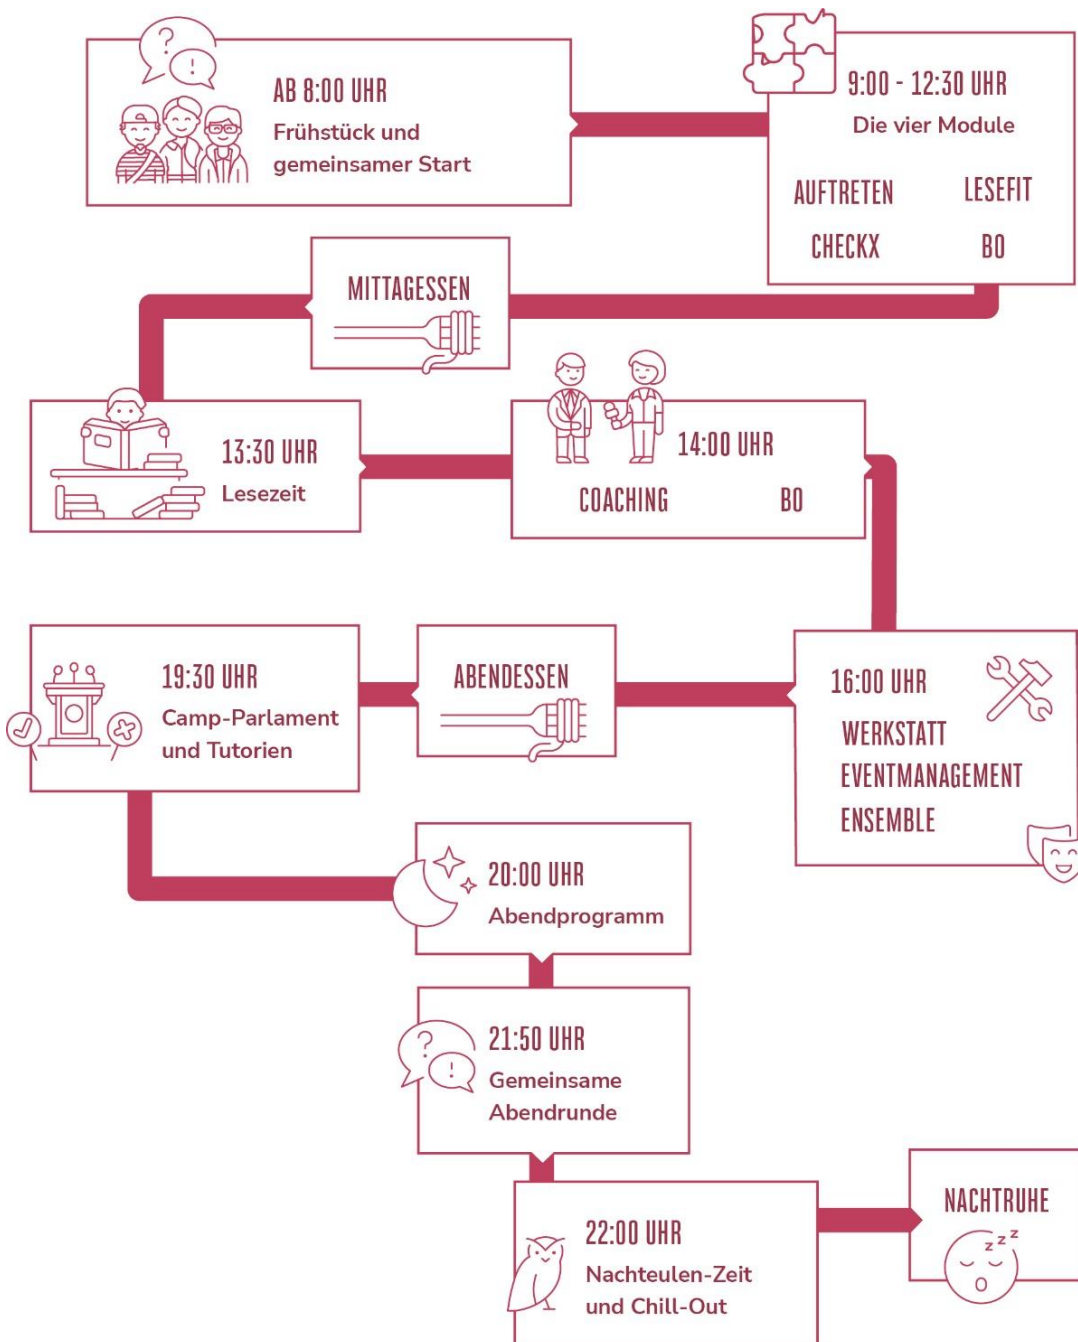 AB 8:00 UHR
Frühstück und
gemeinsamer Start
9:00 - 12:30 UHR
Die vier Module
AUFTRETEN LESEFIT
CHECKX BO
MITTAGESSEN
13:30 UHR
Lesezeit
14:00 UHR
COACHING BO
16:00 UHR
WERKSTATT
EVENTMANAGEMENT
ENSEMBLE
ABENDESSEN
19:30 UHR
Camp-Parlament
und Tutorien
20:00 UHR
Abendprogramm
21:50 UHR
Gemeinsame
Abendrunde
22:00 UHR
Nachteulen-Zeit
und Chill-Out
NACHTRUHE
z z z